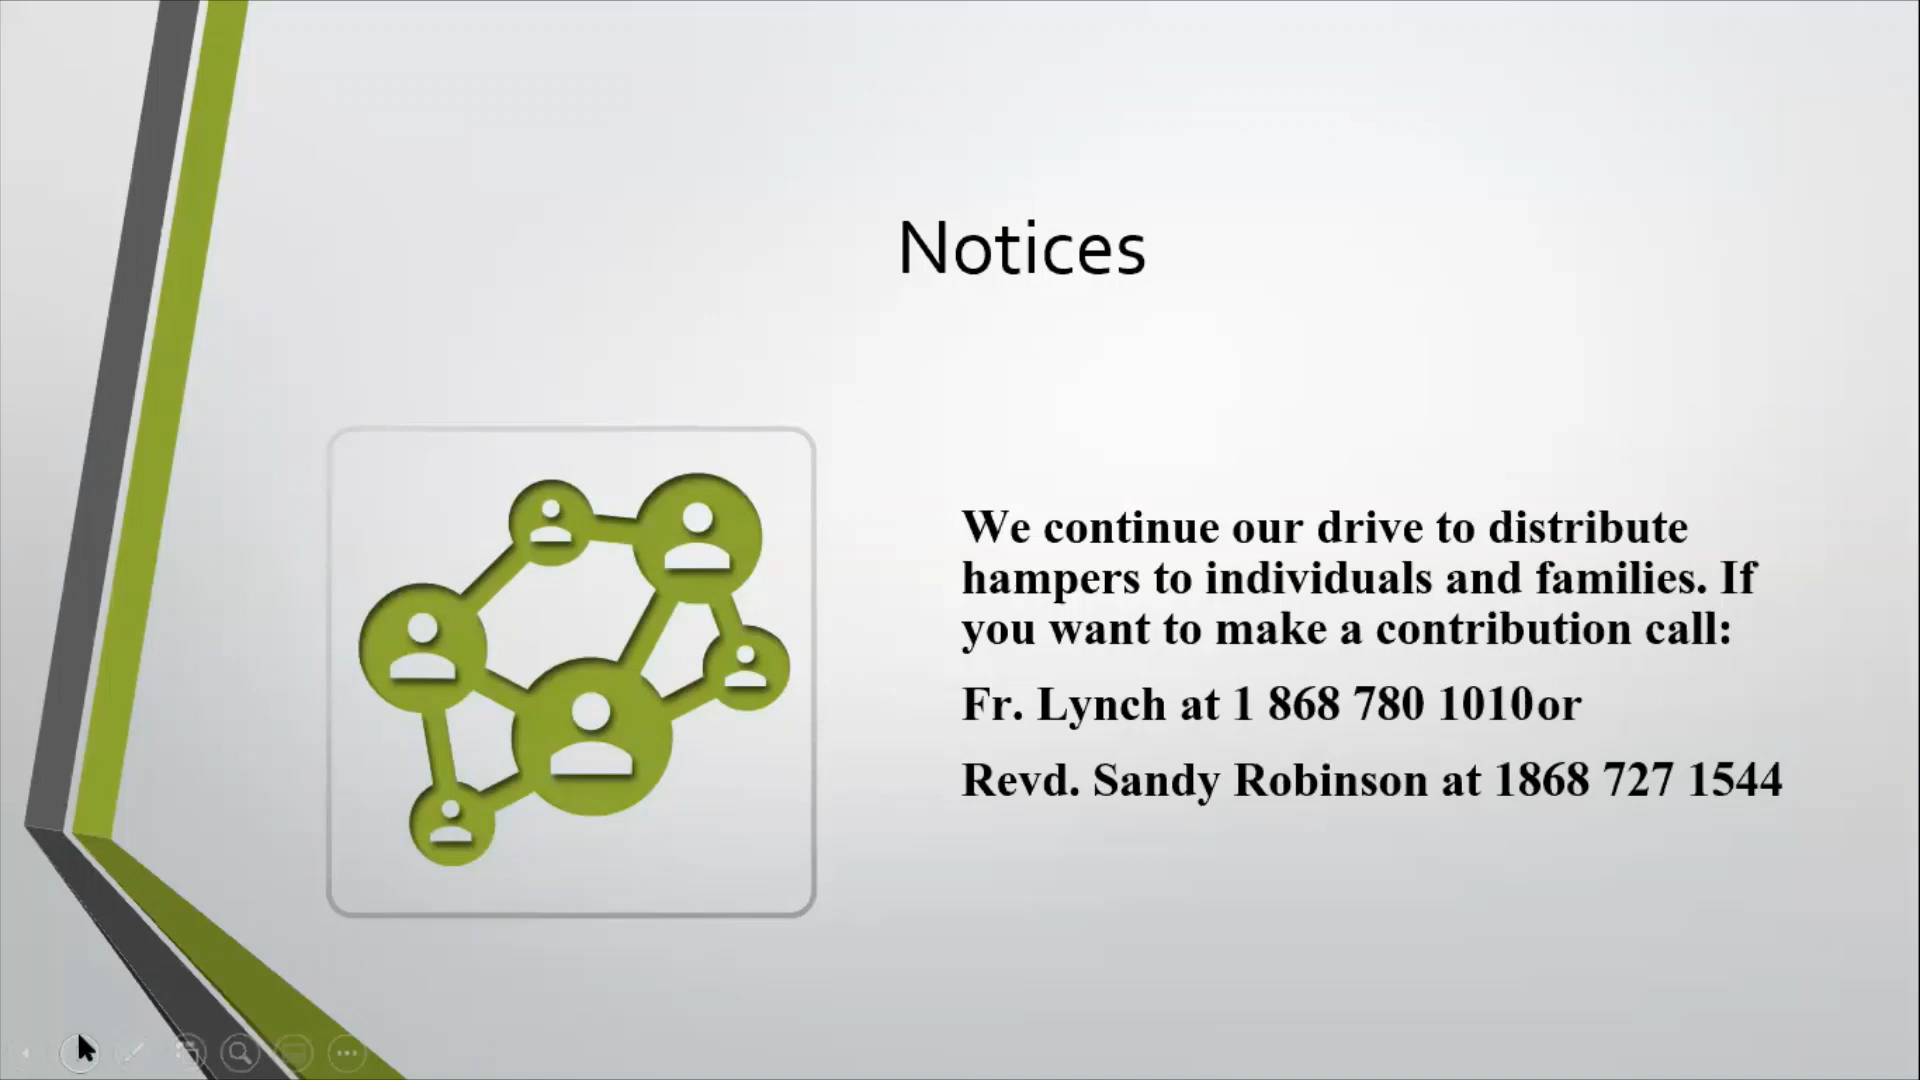 Notices
We continue our drive to distribute
hampers to individuals and families. If
you want to make a contribution call:
Fr. Lynch at 1 868 780 1010or
Revd. Sandy Robinson at 1868 727 1544